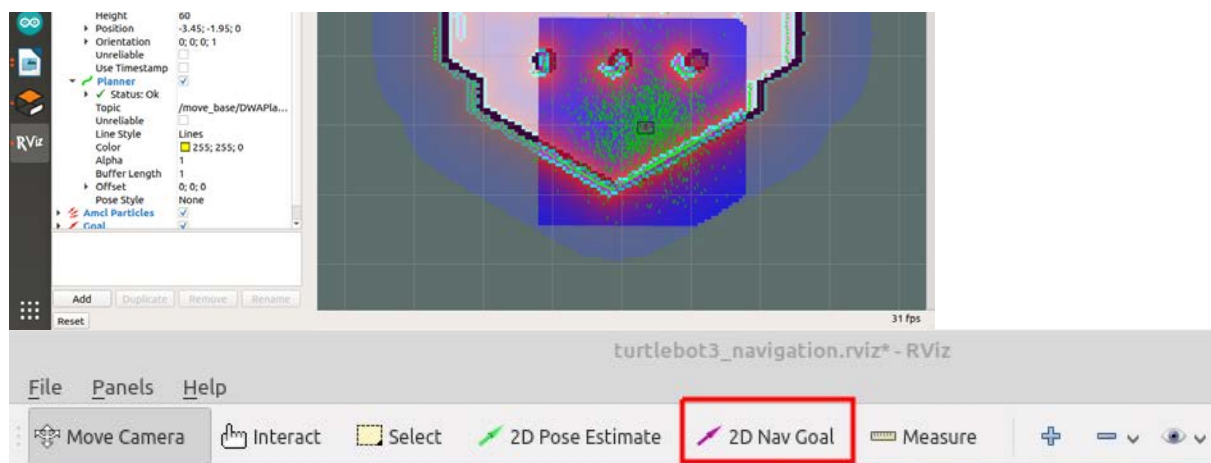 Height 60
Position -3.45; -1.95; 0
Orientation 0; 0; 0; 1
Unreliable
Use Timestamp
Planner
Status: Ok
Topic /move_base/DWAPla...
Unreliable
Line Style Lines
Color 255; 255; 0
Alpha 1
Buffer Length 1
Offset 0; 0; 0
Pose Style None
Amcl Particles
Goal
RViz
Add Duplicate Remove Rename
Reset 31 fps
turtlebot3_navigation.rviz* - RViz
File Panels Help
Move Camera Interact Select 2D Pose Estimate 2D Nav Goal Measure